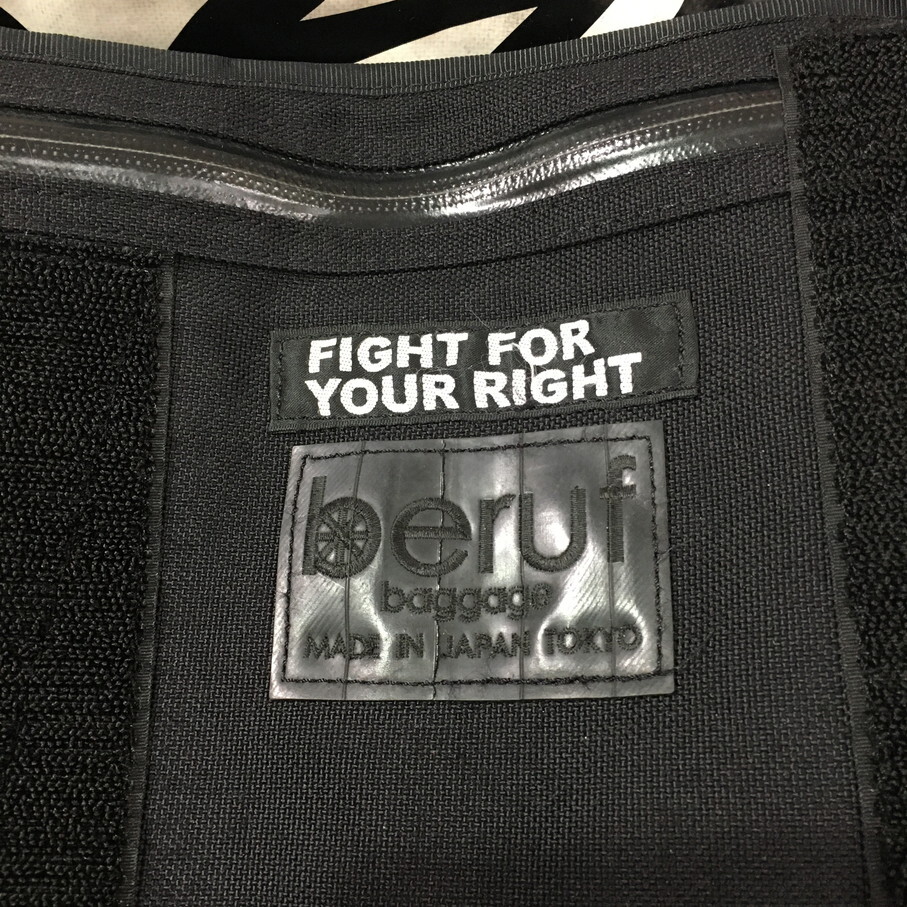 FIGHT FOR
YOUR RIGHT
beruf
baggage
MADE IN JAPAN TOKYO